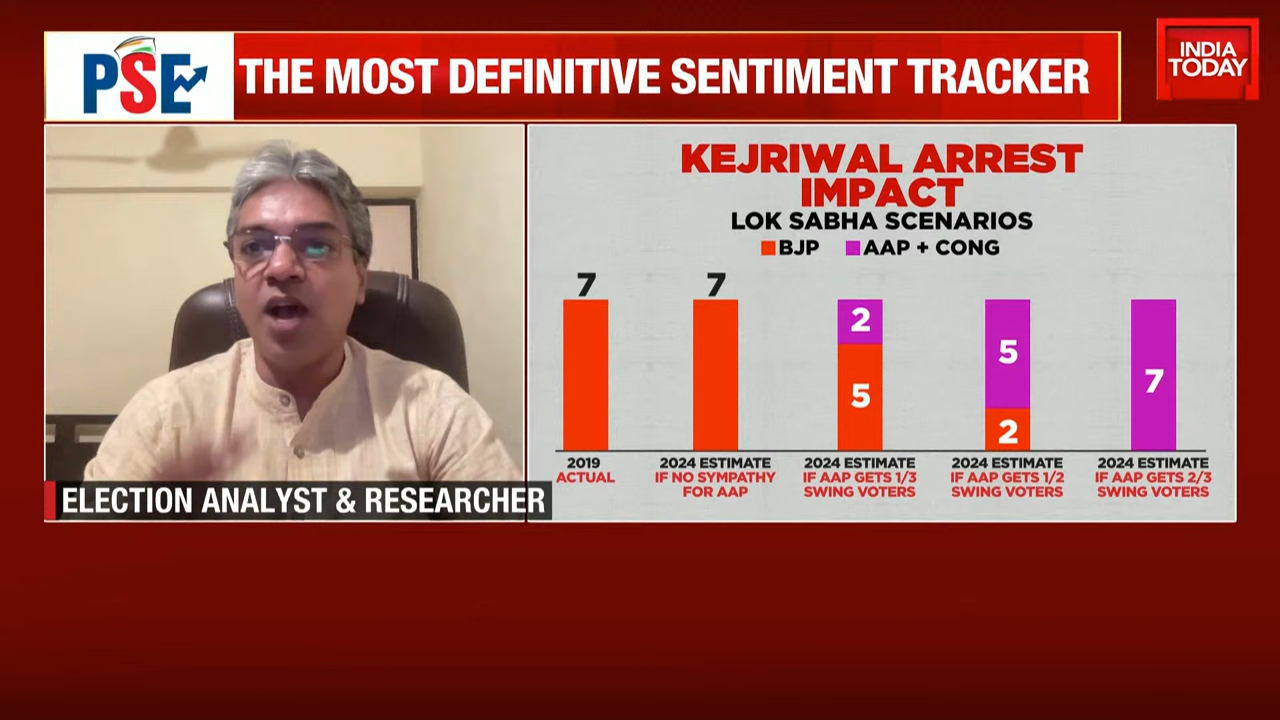 PSE
THE MOST DEFINITIVE SENTIMENT TRACKER
INDIA
TODAY
KEJRIWAL ARREST
IMPACT
LOK SABHA SCENARIOS
BJP AAP + CONG
7
7
2
5
5
2
7
2019
ACTUAL
2024 ESTIMATE
IF NO SYMPATHY
FOR AAP
2024 ESTIMATE
IF AAP GETS 1/3
SWING VOTERS
2024 ESTIMATE
IF AAP GETS 1/2
SWING VOTERS
2024 ESTIMATE
IF AAP GETS 2/3
SWING VOTERS
ELECTION ANALYST & RESEARCHER